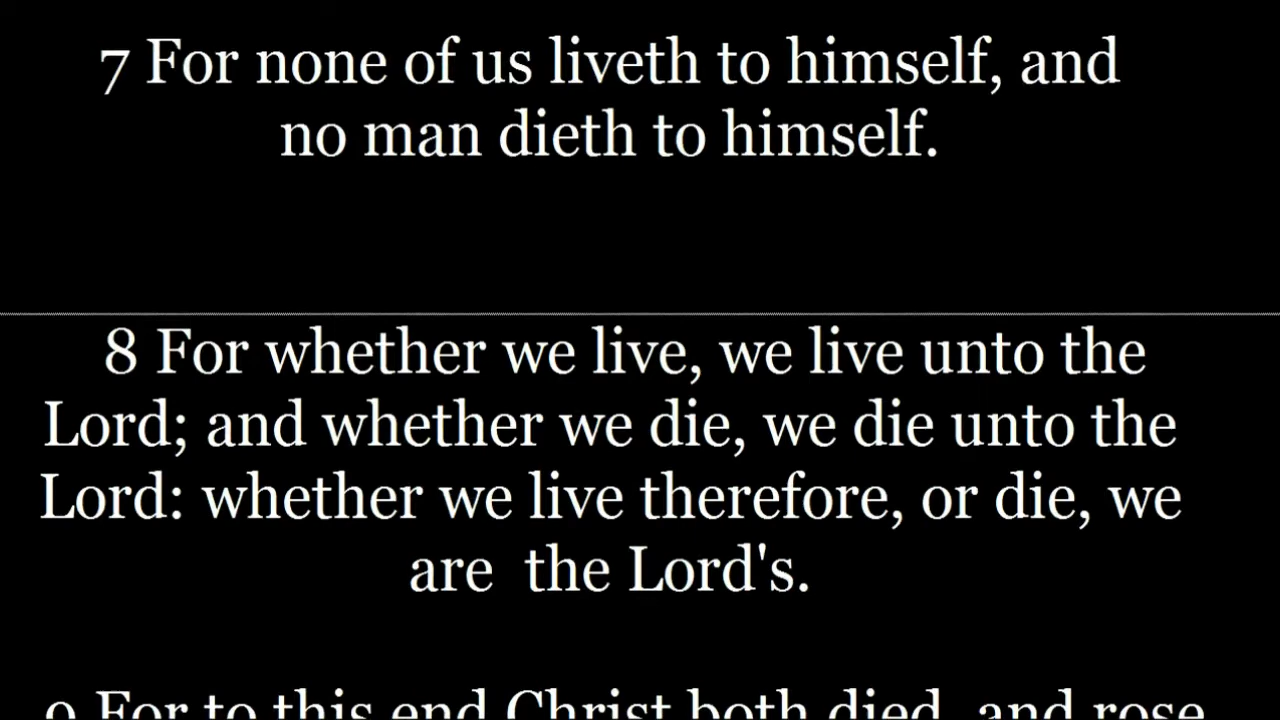 7 For none of us liveth to himself, and
no man dieth to himself.
8 For whether we live, we live unto the
Lord; and whether we die, we die unto the
Lord: whether we live therefore, or die, we
are  the Lord's.
9 For to this end Christ both died, and rose